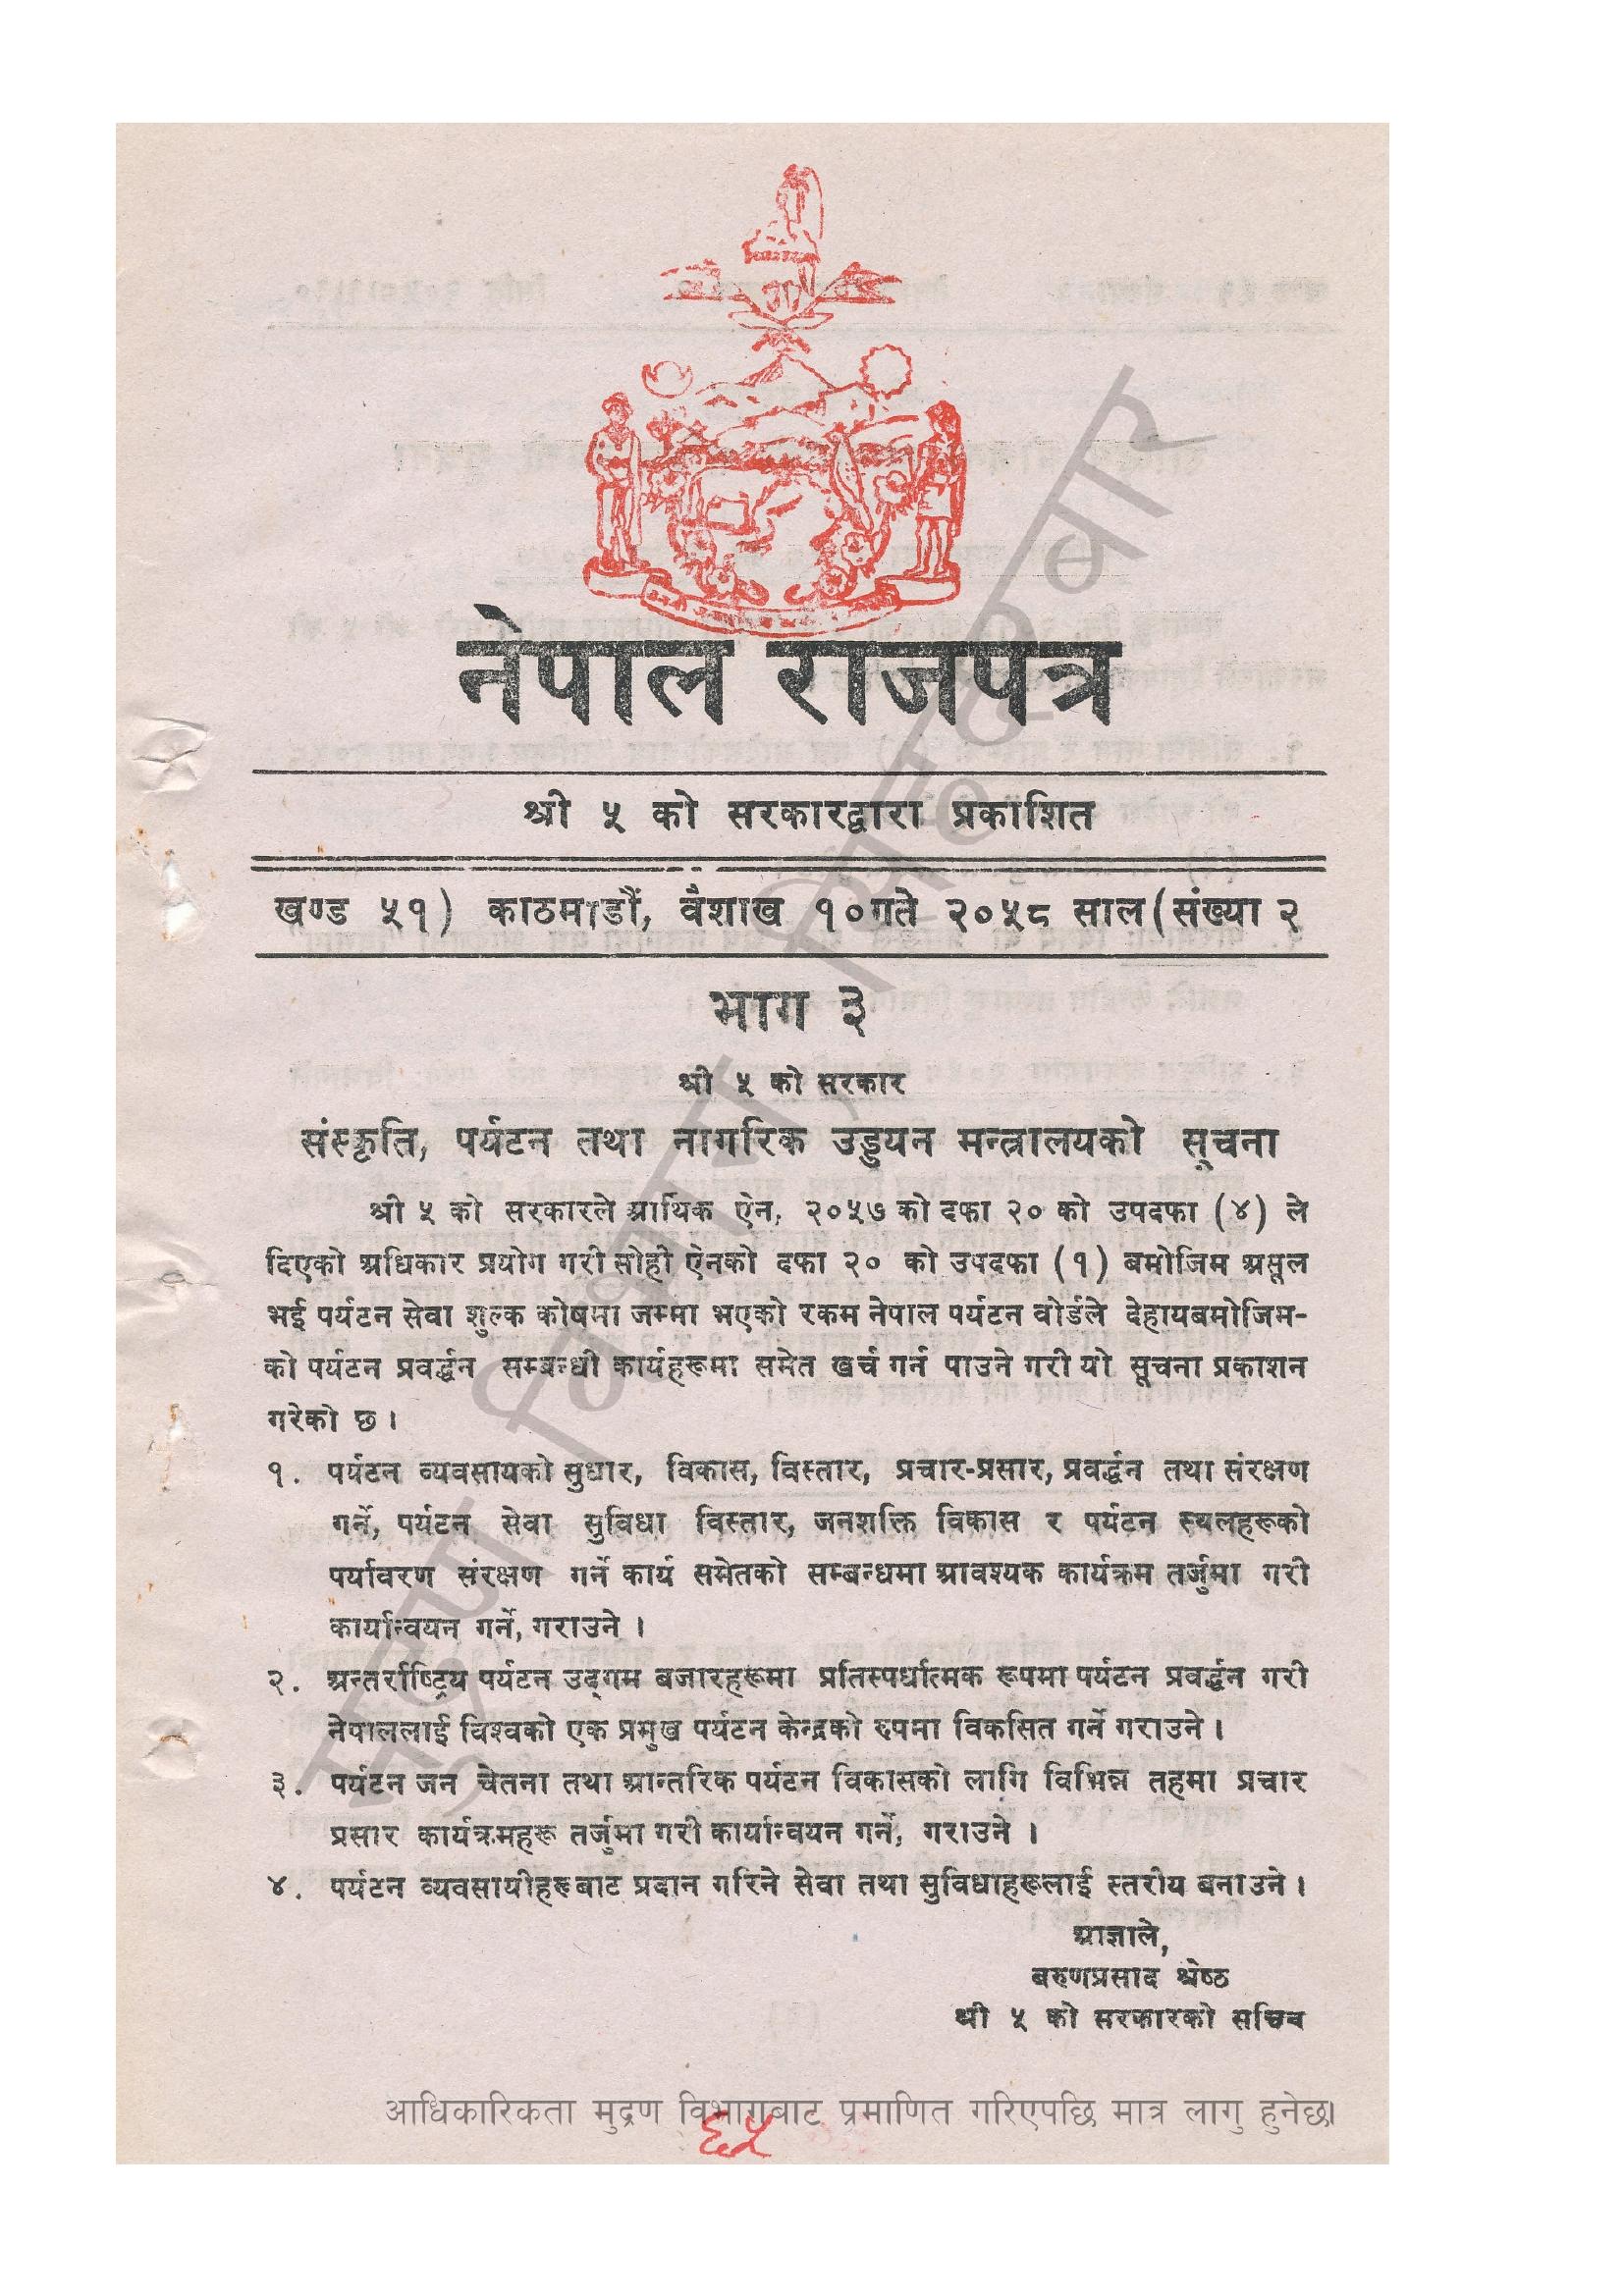 नेपाल राजपत्र
श्री ५ को सरकारद्वारा प्रकाशित
खण्ड ५१) काठमाडौं, वैशाख १०गते २०५८ साल (संख्या २
भाग ३
श्री ५ को सरकार
संस्कृति, पर्यटन तथा नागरिक उड्डयन मन्त्रालयको सूचना
श्री ५ को सरकारले आर्थिक ऐन, २०५७ को दफा २० को उपदफा (४) ले
दिएको अधिकार प्रयोग गरी सोही ऐनको दफा २० को उपदफा (१) बमोजिम असूल
भई पर्यटन सेवा शुल्क कोषमा जम्मा भएको रकम नेपाल पर्यटन वोर्डले देहायबमोजिम-
को पर्यटन प्रवर्द्धन सम्बन्धी कार्यहरूमा समेत खर्च गर्न पाउने गरी यो सूचना प्रकाशन
गरेको छ ।
१. पर्यटन व्यवसायको सुधार, विकास, विस्तार, प्रचार-प्रसार, प्रवर्द्धन तथा संरक्षण
गर्ने, पर्यटन सेवा सुविधा विस्तार, जनशक्ति विकास र पर्यटन स्थलहरूको
पर्यावरण संरक्षण गर्ने कार्य समेतको सम्बन्धमा आवश्यक कार्यक्रम तर्जुमा गरी
कार्यान्वयन गर्ने, गराउने ।
२. अन्तर्राष्ट्रिय पर्यटन उद्गम बजारहरूमा प्रतिस्पर्धात्मक रूपमा पर्यटन प्रवर्द्धन गरी
नेपाललाई विश्वको एक प्रमुख पर्यटन केन्द्रको रुपमा विकसित गर्ने गराउने ।
३. पर्यटन जन चेतना तथा आन्तरिक पर्यटन विकासको लागि विभिन्न तहमा प्रचार
प्रसार कार्यक्रमहरू तर्जुमा गरी कार्यान्वयन गर्ने, गराउने ।
४. पर्यटन व्यवसायीहरुबाट प्रदान गरिने सेवा तथा सुविधाहरूलाई स्तरीय बनाउने ।
आज्ञाले,
बरुणप्रसाद श्रेष्ठ
श्री ५ को सरकारको सचिव
मुद्रण विभाग, सिंहदरवार
आधिकारिकता मुद्रण विभागबाट प्रमाणित गरिएपछि मात्र लागु हुनेछ।
६५